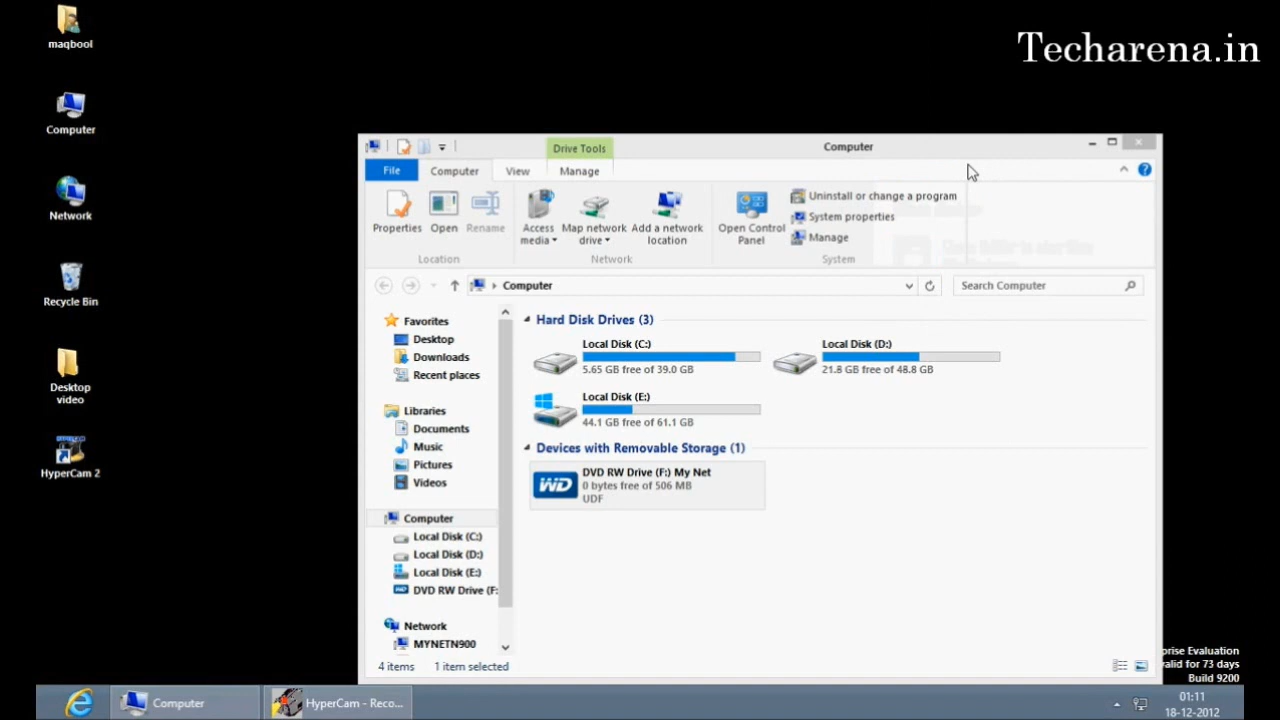 Techarena.in
maqbool
Computer
Network
Recycle Bin
Desktop
video
HyperCam 2
Drive Tools
Computer
File
Computer
View
Manage
Properties
Open
Rename
Access
media
Map network
drive
Add a network
location
Open Control
Panel
Uninstall or change a program
System properties
Manage
Location
Network
System
Computer
Search Computer
Favorites
Desktop
Downloads
Recent places
Libraries
Documents
Music
Pictures
Videos
Computer
Local Disk (C:)
Local Disk (D:)
Local Disk (E:)
DVD RW Drive (F:
Network
MYNETN900
Hard Disk Drives (3)
Local Disk (C:)
5.65 GB free of 39.0 GB
Local Disk (D:)
21.8 GB free of 48.8 GB
Local Disk (E:)
44.1 GB free of 61.1 GB
Devices with Removable Storage (1)
WD
DVD RW Drive (F:) My Net
0 bytes free of 506 MB
UDF
4 items
1 item selected
prise Evaluation
valid for 73 days
Build 9200
Computer
HyperCam - Reco...
01:11
18-12-2012